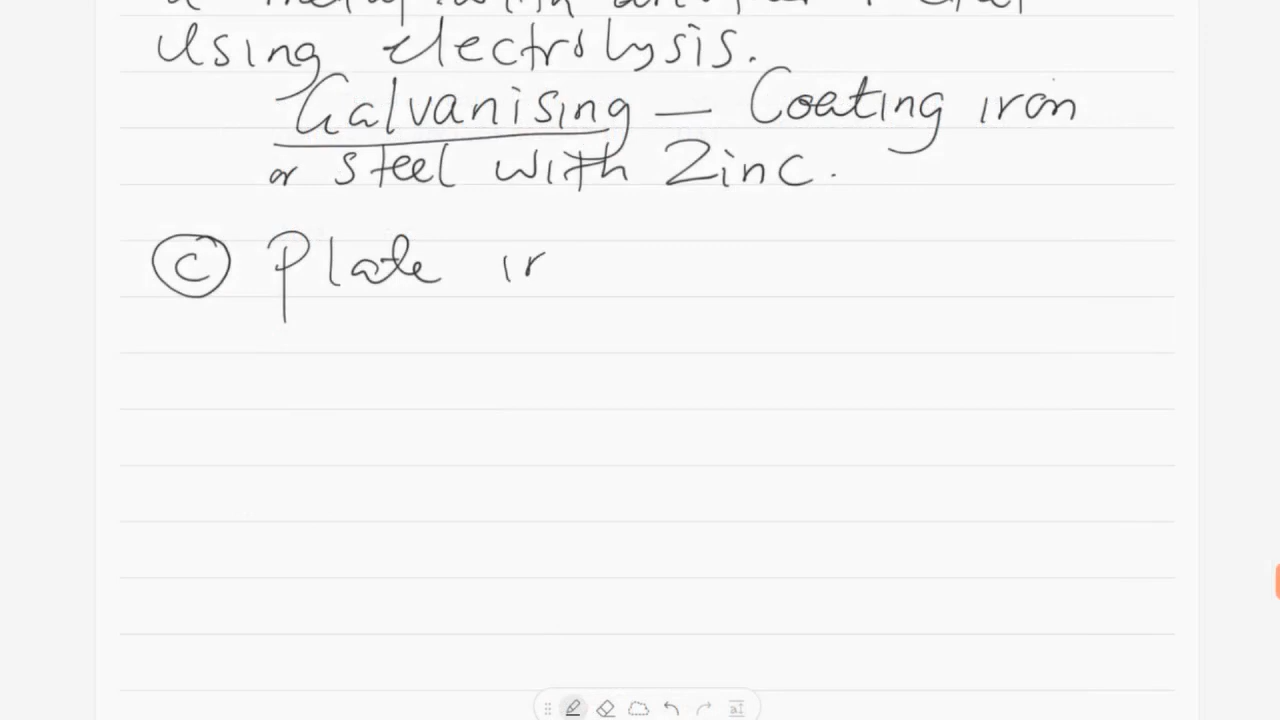 using electrolysis.
Galvanising — Coating iron
or steel with Zinc.
© Plate ir